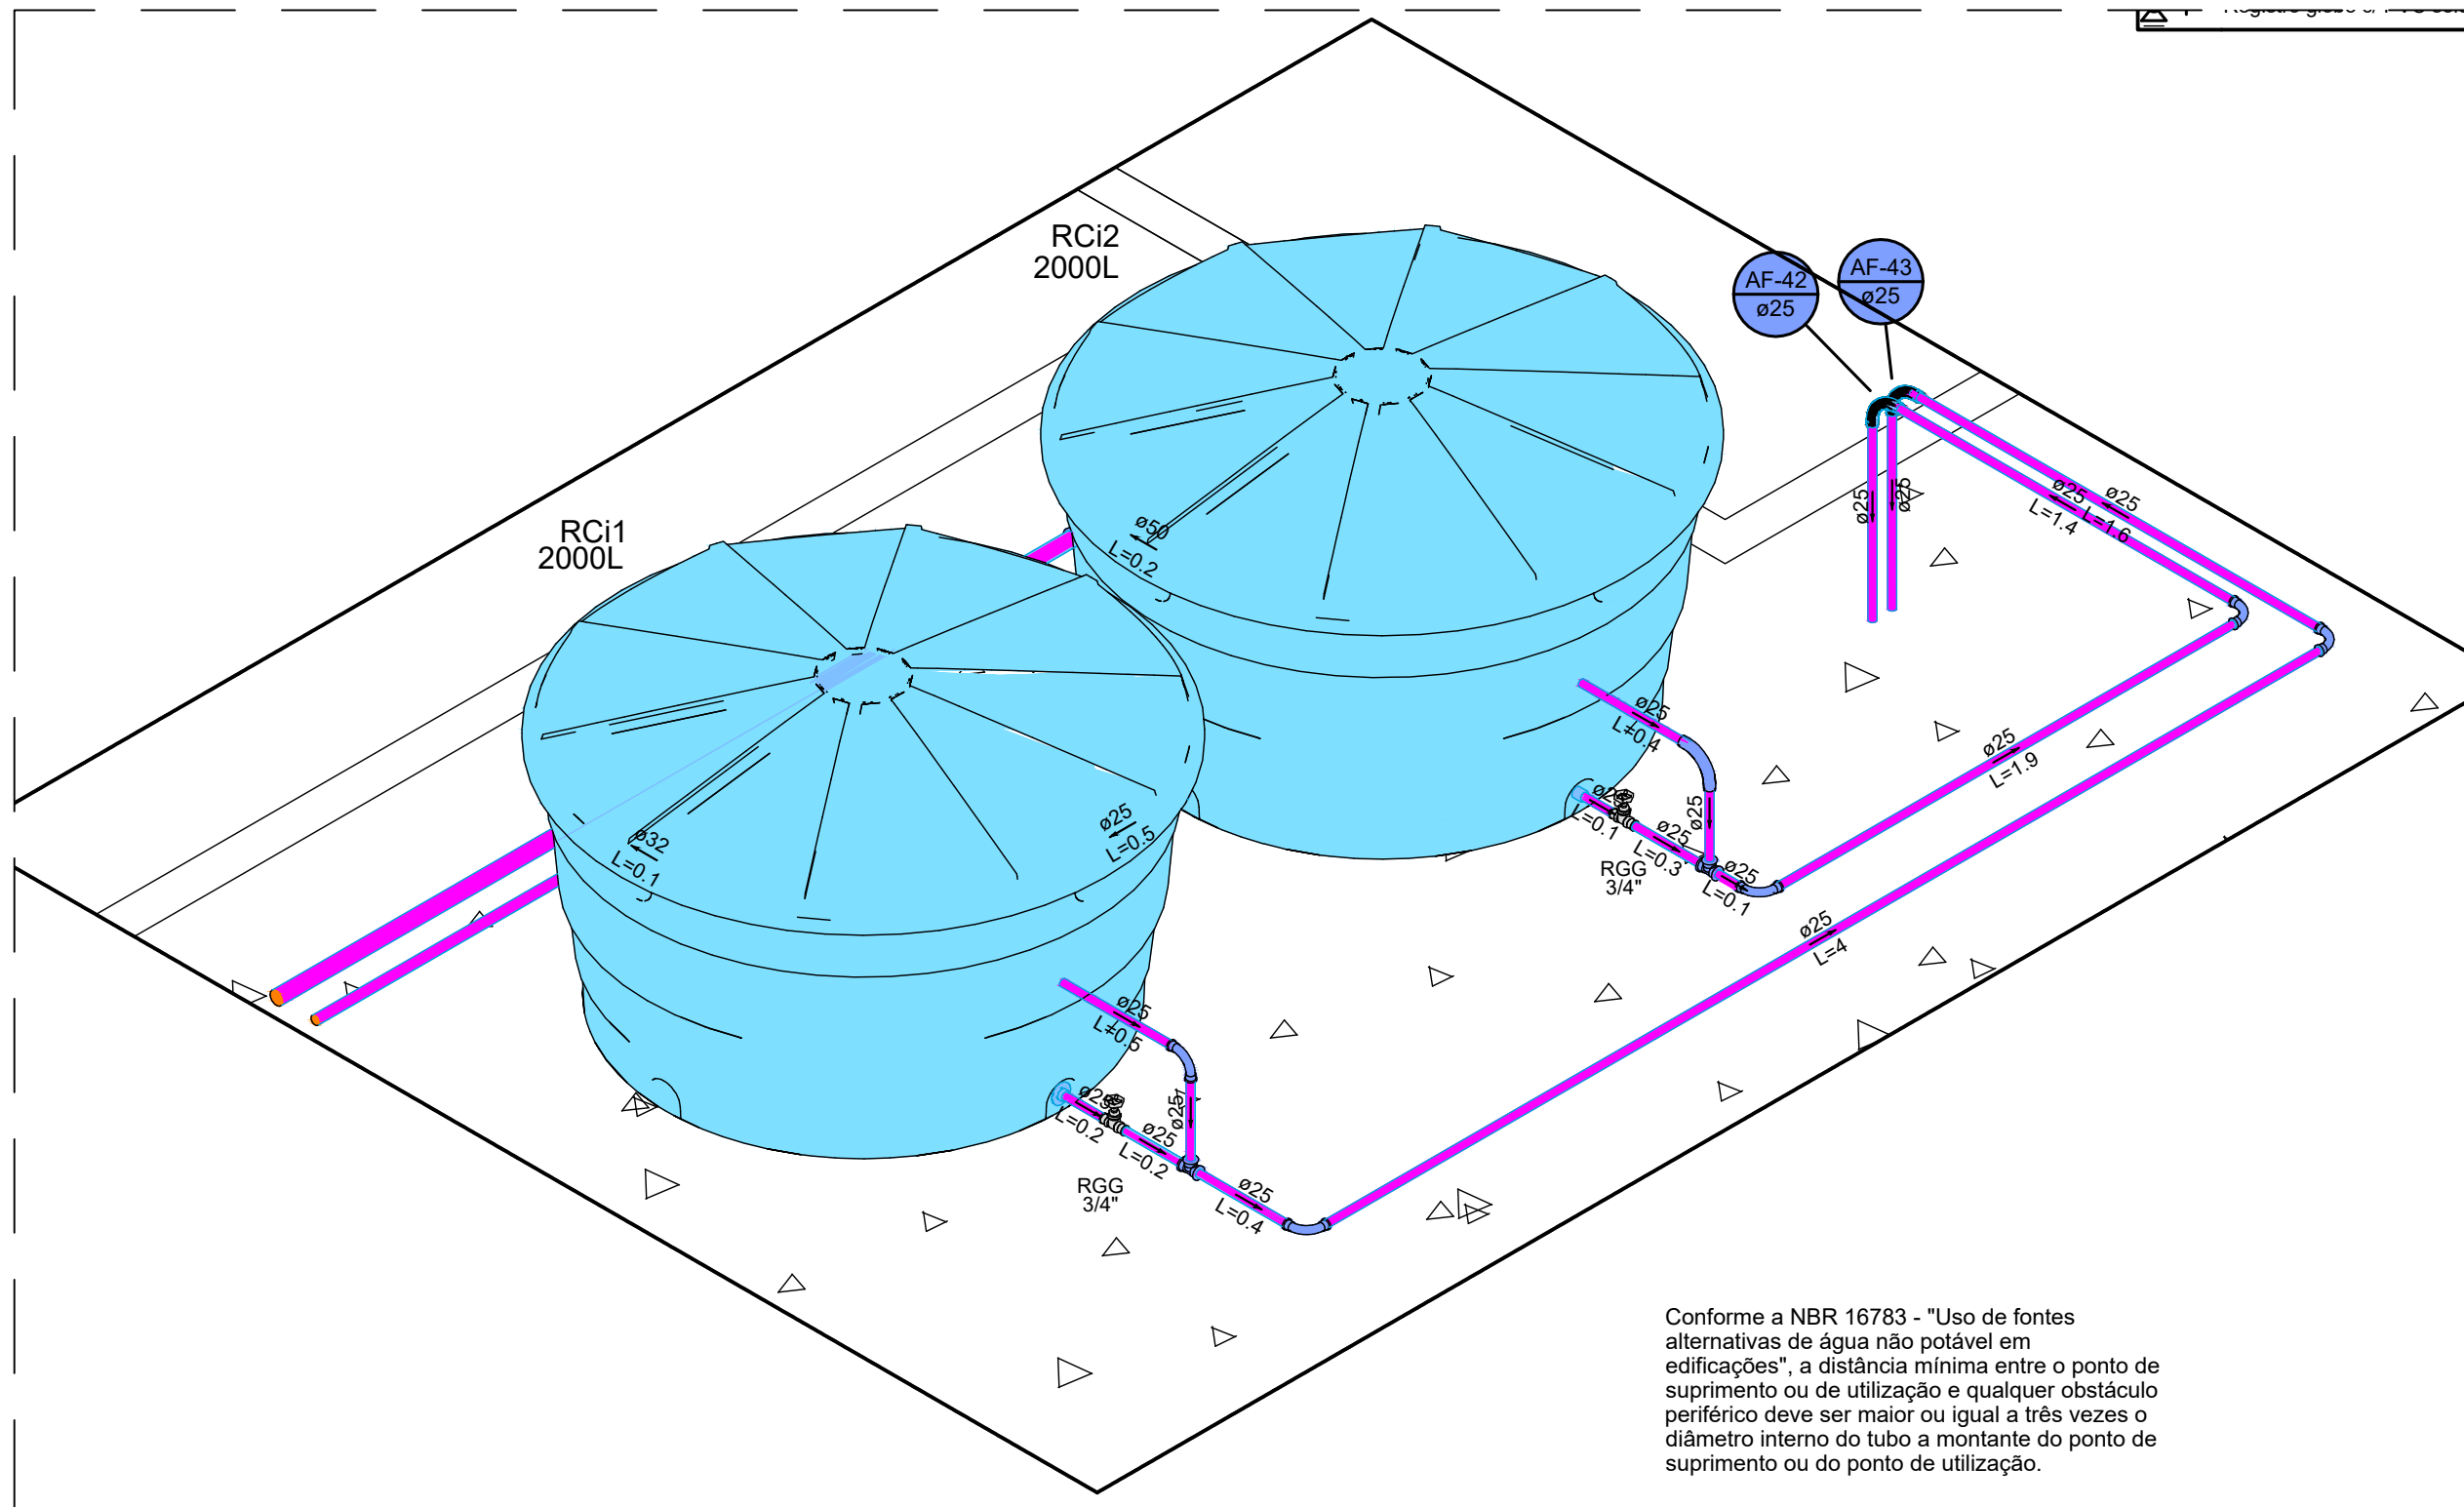 RCi2
2000L
AF-42
ø25
AF-43
ø25
RCi1
2000L
ø50
L=0.2
ø25
L=1.4
ø25
L=1.6
ø25
ø25
ø32
L=0.1
ø25
L=0.5
ø25
L=0.4
ø25
L=0.1
ø25
L=0.3
ø25
ø25
L=0.1
RGG
3/4"
ø25
L=1.9
ø25
L=4
ø25
L=0.5
ø25
L=0.2
ø25
L=0.2
ø25
ø25
L=0.4
RGG
3/4"
Conforme a NBR 16783 - "Uso de fontes
alternativas de água não potável em
edificações", a distância mínima entre o ponto de
suprimento ou de utilização e qualquer obstáculo
periférico deve ser maior ou igual a três vezes o
diâmetro interno do tubo a montante do ponto de
suprimento ou do ponto de utilização.